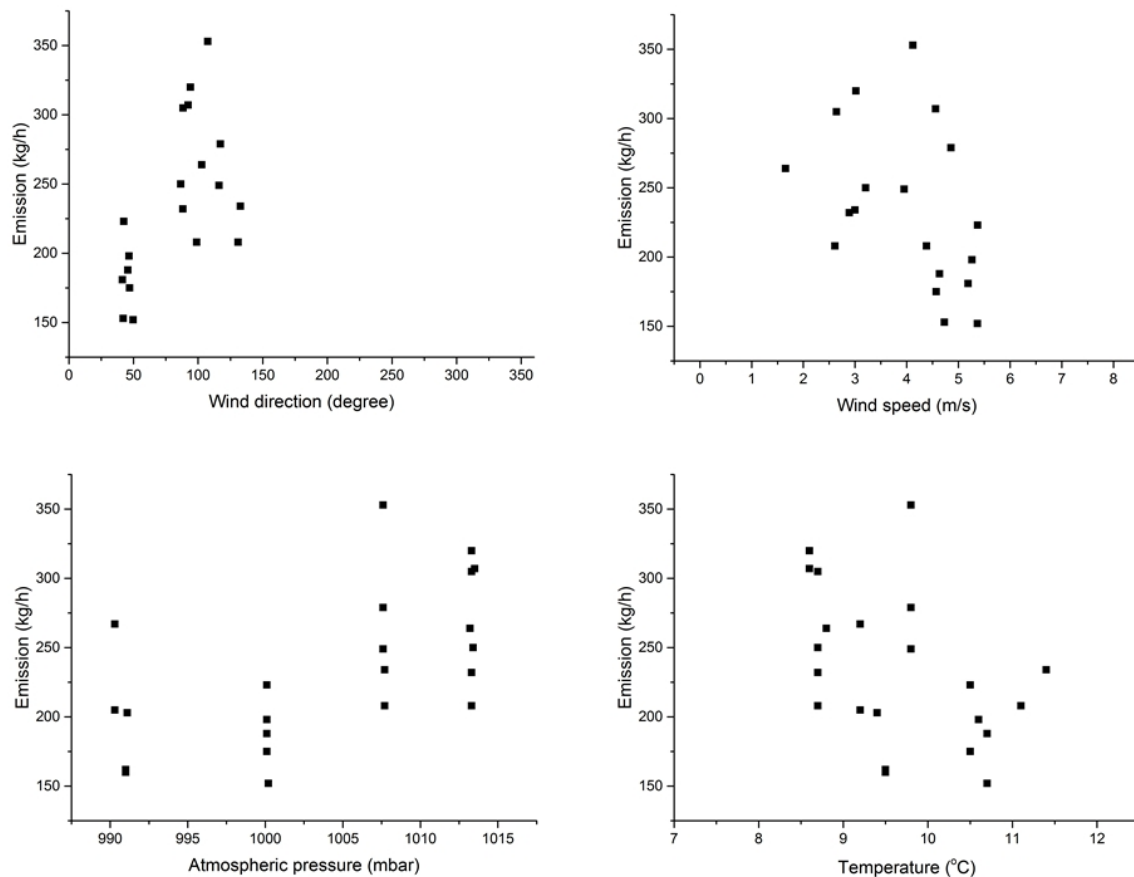 350
300
250
200
150
Emission (kg/h)
0 50 100 150 200 250 300 350
Wind direction (degree)
350
300
250
200
150
Emission (kg/h)
0 1 2 3 4 5 6 7 8
Wind speed (m/s)
350
300
250
200
150
Emission (kg/h)
990 995 1000 1005 1010 1015
Atmospheric pressure (mbar)
350
300
250
200
150
Emission (kg/h)
7 8 9 10 11 12
Temperature (°C)